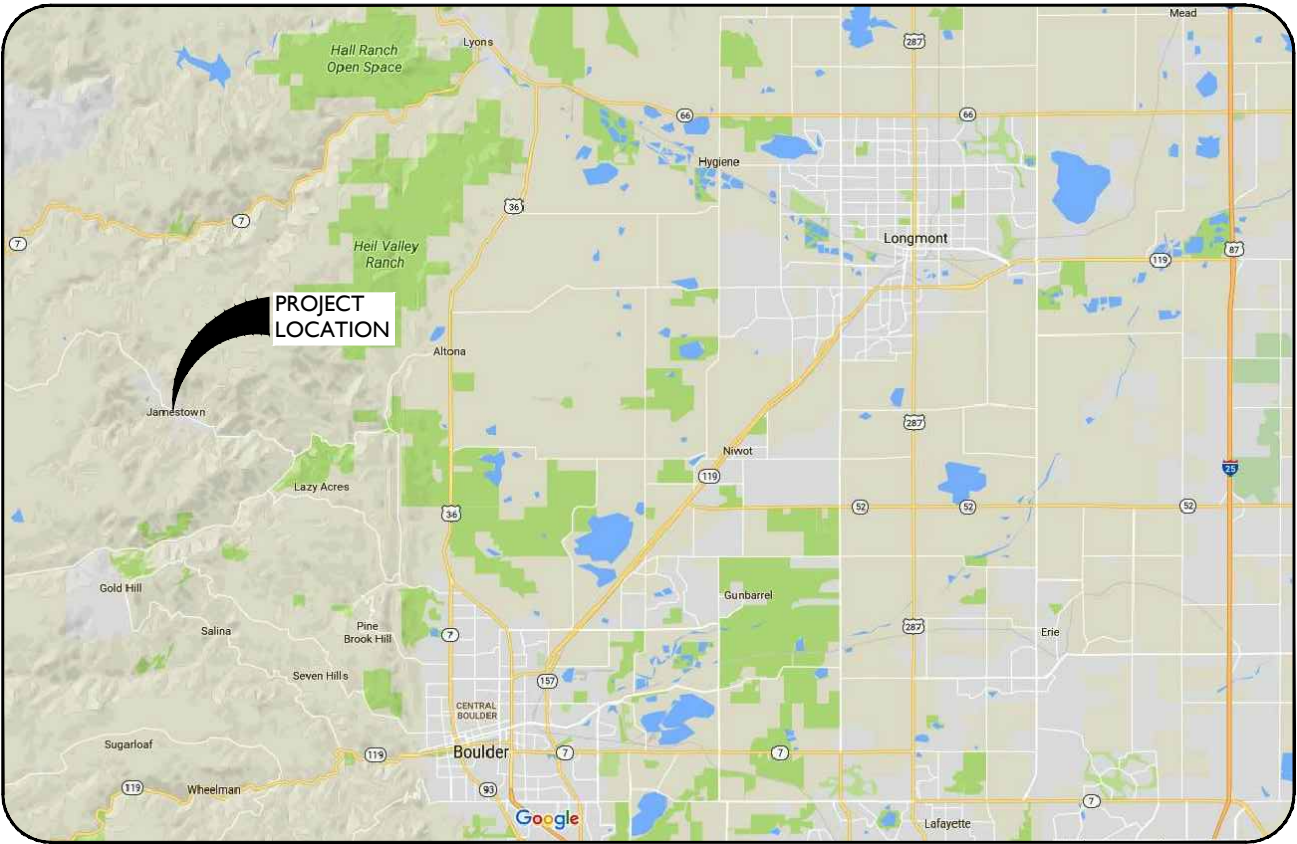 Mead
Lyons
287
Hall Ranch
Open Space
66
66
Hygiene
36
7
7
Longmont
Heil Valley
Ranch
119
87
PROJECT
LOCATION
Altona
Jamestown
287
Niwot
119
25
Lazy Acres
52
52
52
36
Gold Hill
Gunbarrel
Salina
Pine
Brook Hill
7
287
Erie
Seven Hills
157
CENTRAL
BOULDER
Sugarloaf
119
Boulder
7
7
119
Wheelman
93
7
Google
Lafayette